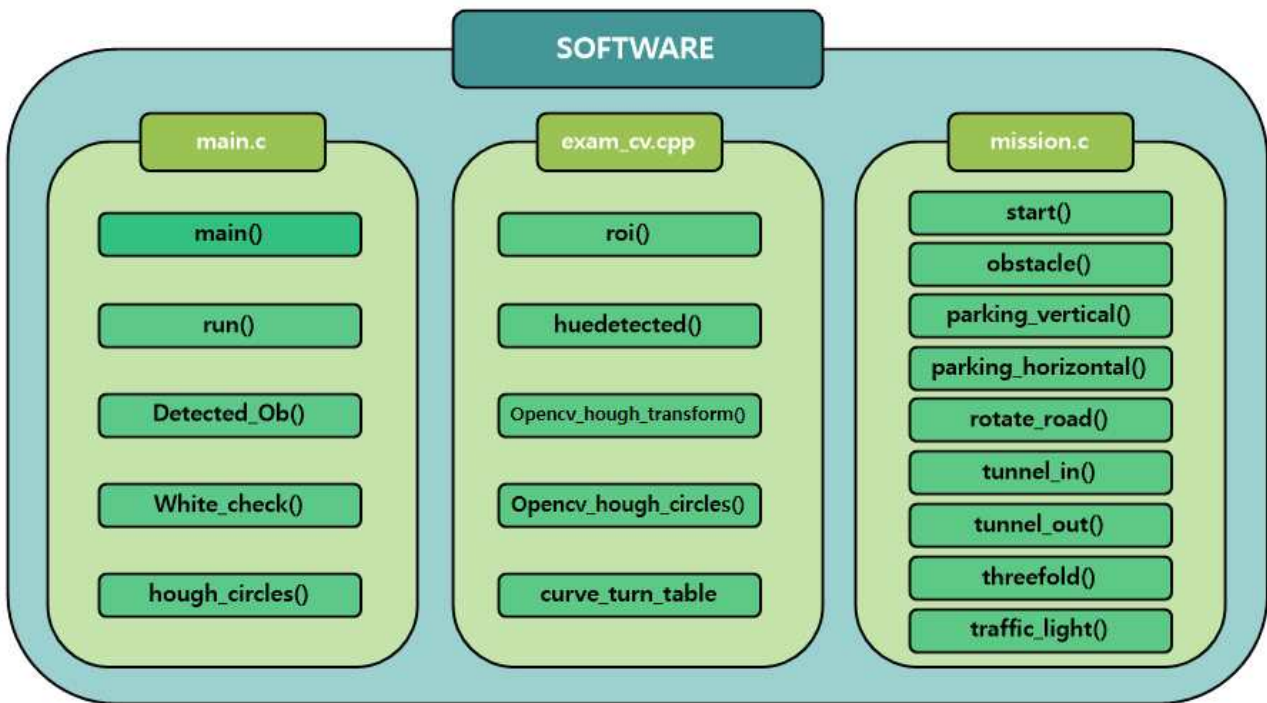 SOFTWARE
main.c
main()
run()
Detected_Ob()
White_check()
hough_circles()
exam_cv.cpp
roi()
huedetected()
Opencv_hough_transform()
Opencv_hough_circles()
curve_turn_table
mission.c
start()
obstacle()
parking_vertical()
parking_horizontal()
rotate_road()
tunnel_in()
tunnel_out()
threefold()
traffic_light()